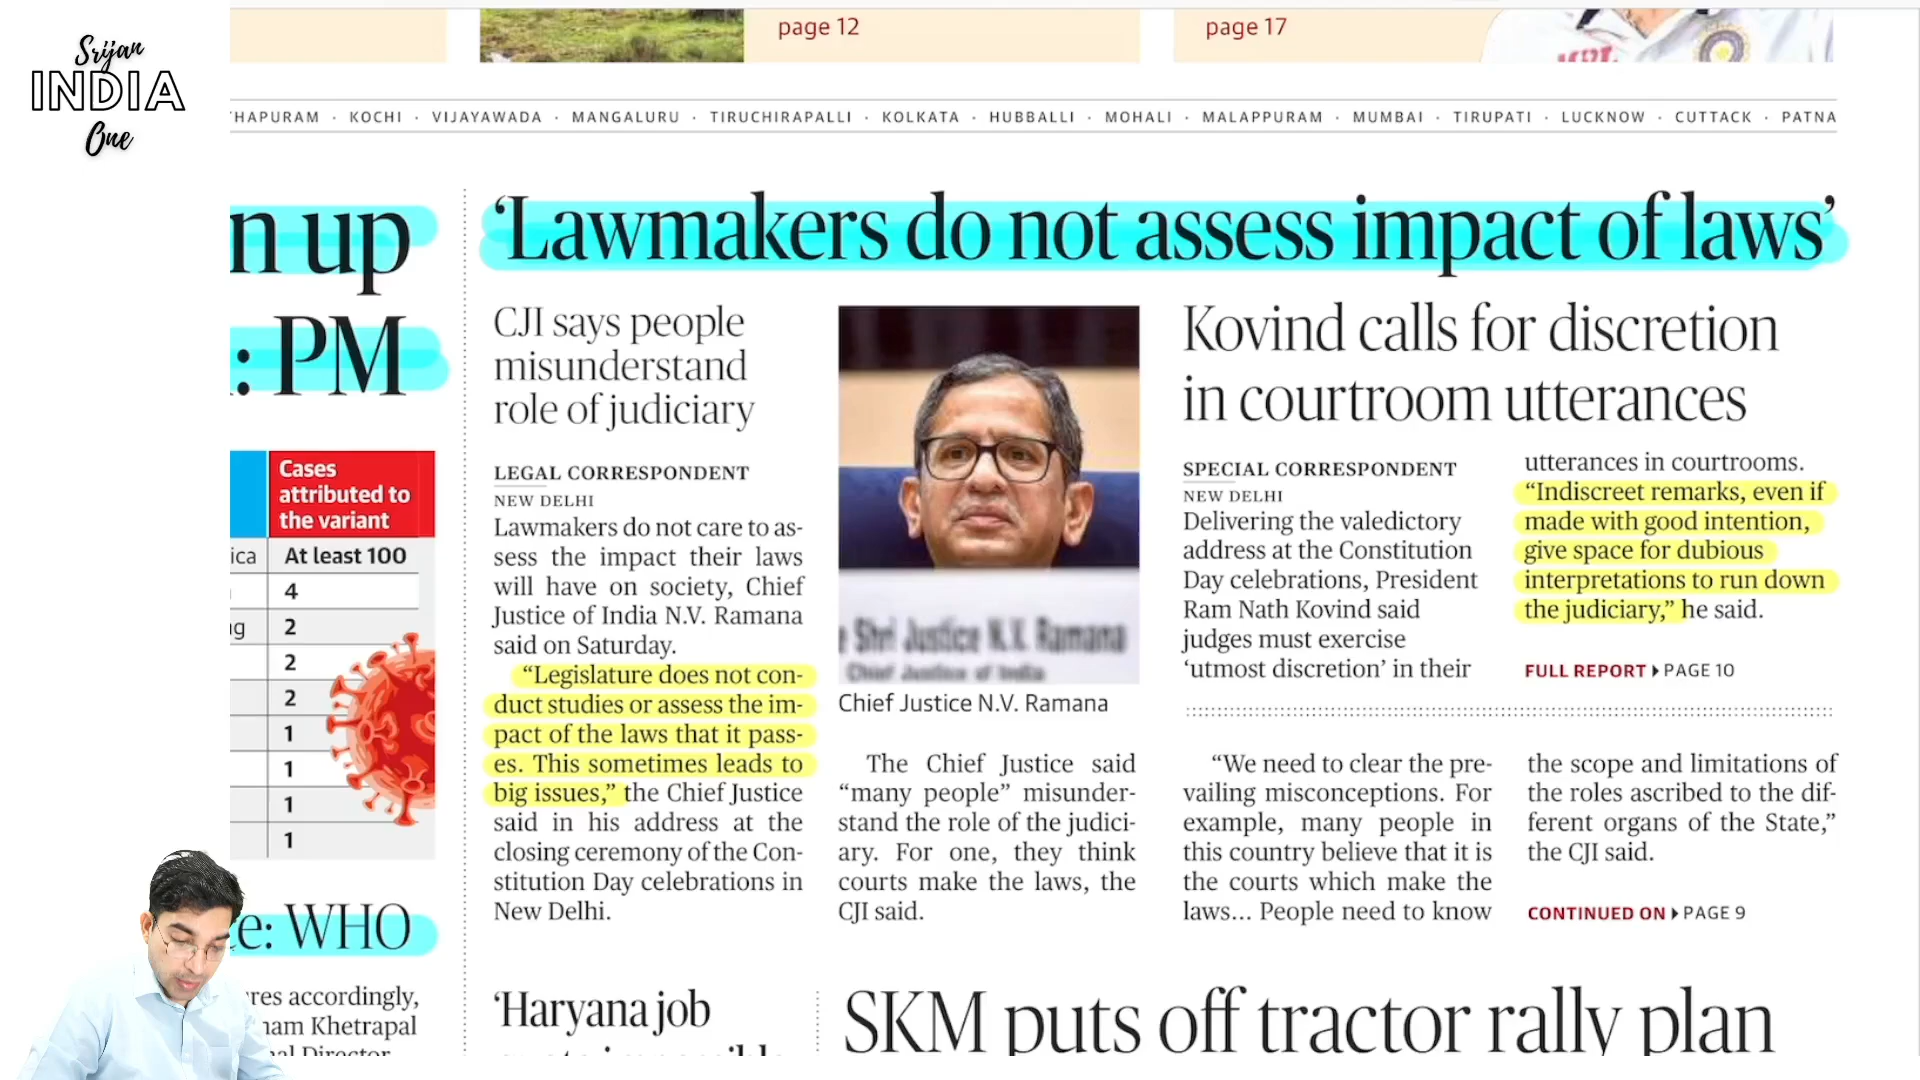 Srijan
INDIA
One
page 12
page 17
THAPURAM · KOCHI · VIJAYAWADA · MANGALURU · TIRUCHIRAPALLI · KOLKATA · HUBBALLI · MOHALI · MALAPPURAM · MUMBAI · TIRUPATI · LUCKNOW · CUTTACK · PATNA
n up
: PM
Cases
attributed to
the variant
ica At least 100
4
ng 2
2
2
1
1
1
1
e: WHO
res accordingly,
nam Khetrapal
nal Director
‘Lawmakers do not assess impact of laws’
CJI says people
misunderstand
role of judiciary
LEGAL CORRESPONDENT
NEW DELHI
Lawmakers do not care to as-
sess the impact their laws
will have on society, Chief
Justice of India N.V. Ramana
said on Saturday.
“Legislature does not con-
duct studies or assess the im-
pact of the laws that it pass-
es. This sometimes leads to
big issues,” the Chief Justice
said in his address at the
closing ceremony of the Con-
stitution Day celebrations in
New Delhi.
e Shri Justice N.V. Ramana
Chief Justice of India
Chief Justice N.V. Ramana
The Chief Justice said
“many people” misunder-
stand the role of the judici-
ary. For one, they think
courts make the laws, the
CJI said.
Kovind calls for discretion
in courtroom utterances
SPECIAL CORRESPONDENT
NEW DELHI
Delivering the valedictory
address at the Constitution
Day celebrations, President
Ram Nath Kovind said
judges must exercise
‘utmost discretion’ in their
utterances in courtrooms.
“Indiscreet remarks, even if
made with good intention,
give space for dubious
interpretations to run down
the judiciary,” he said.
FULL REPORT PAGE 10
“We need to clear the pre-
vailing misconceptions. For
example, many people in
this country believe that it is
the courts which make the
laws... People need to know
the scope and limitations of
the roles ascribed to the dif-
ferent organs of the State,”
the CJI said.
CONTINUED ON PAGE 9
‘Haryana job
SKM puts off tractor rally plan